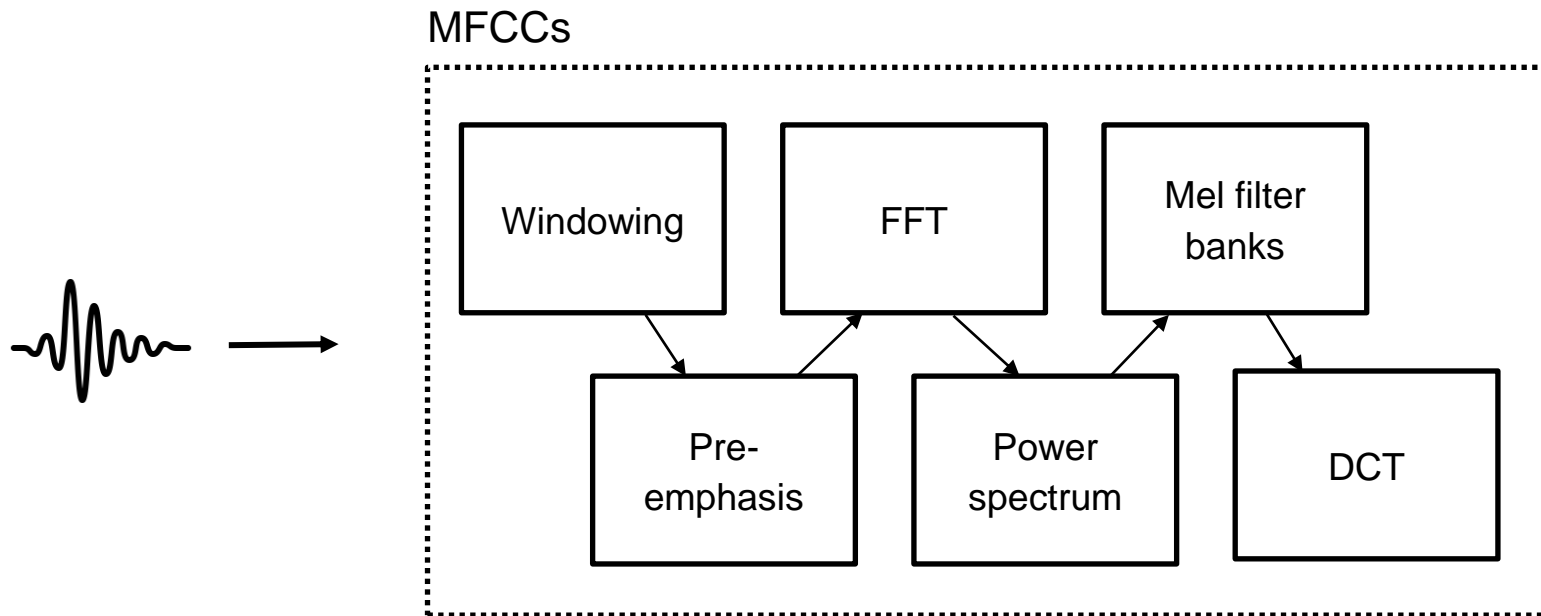 MFCCs
Windowing
Pre-
emphasis
FFT
Power
spectrum
Mel filter
banks
DCT